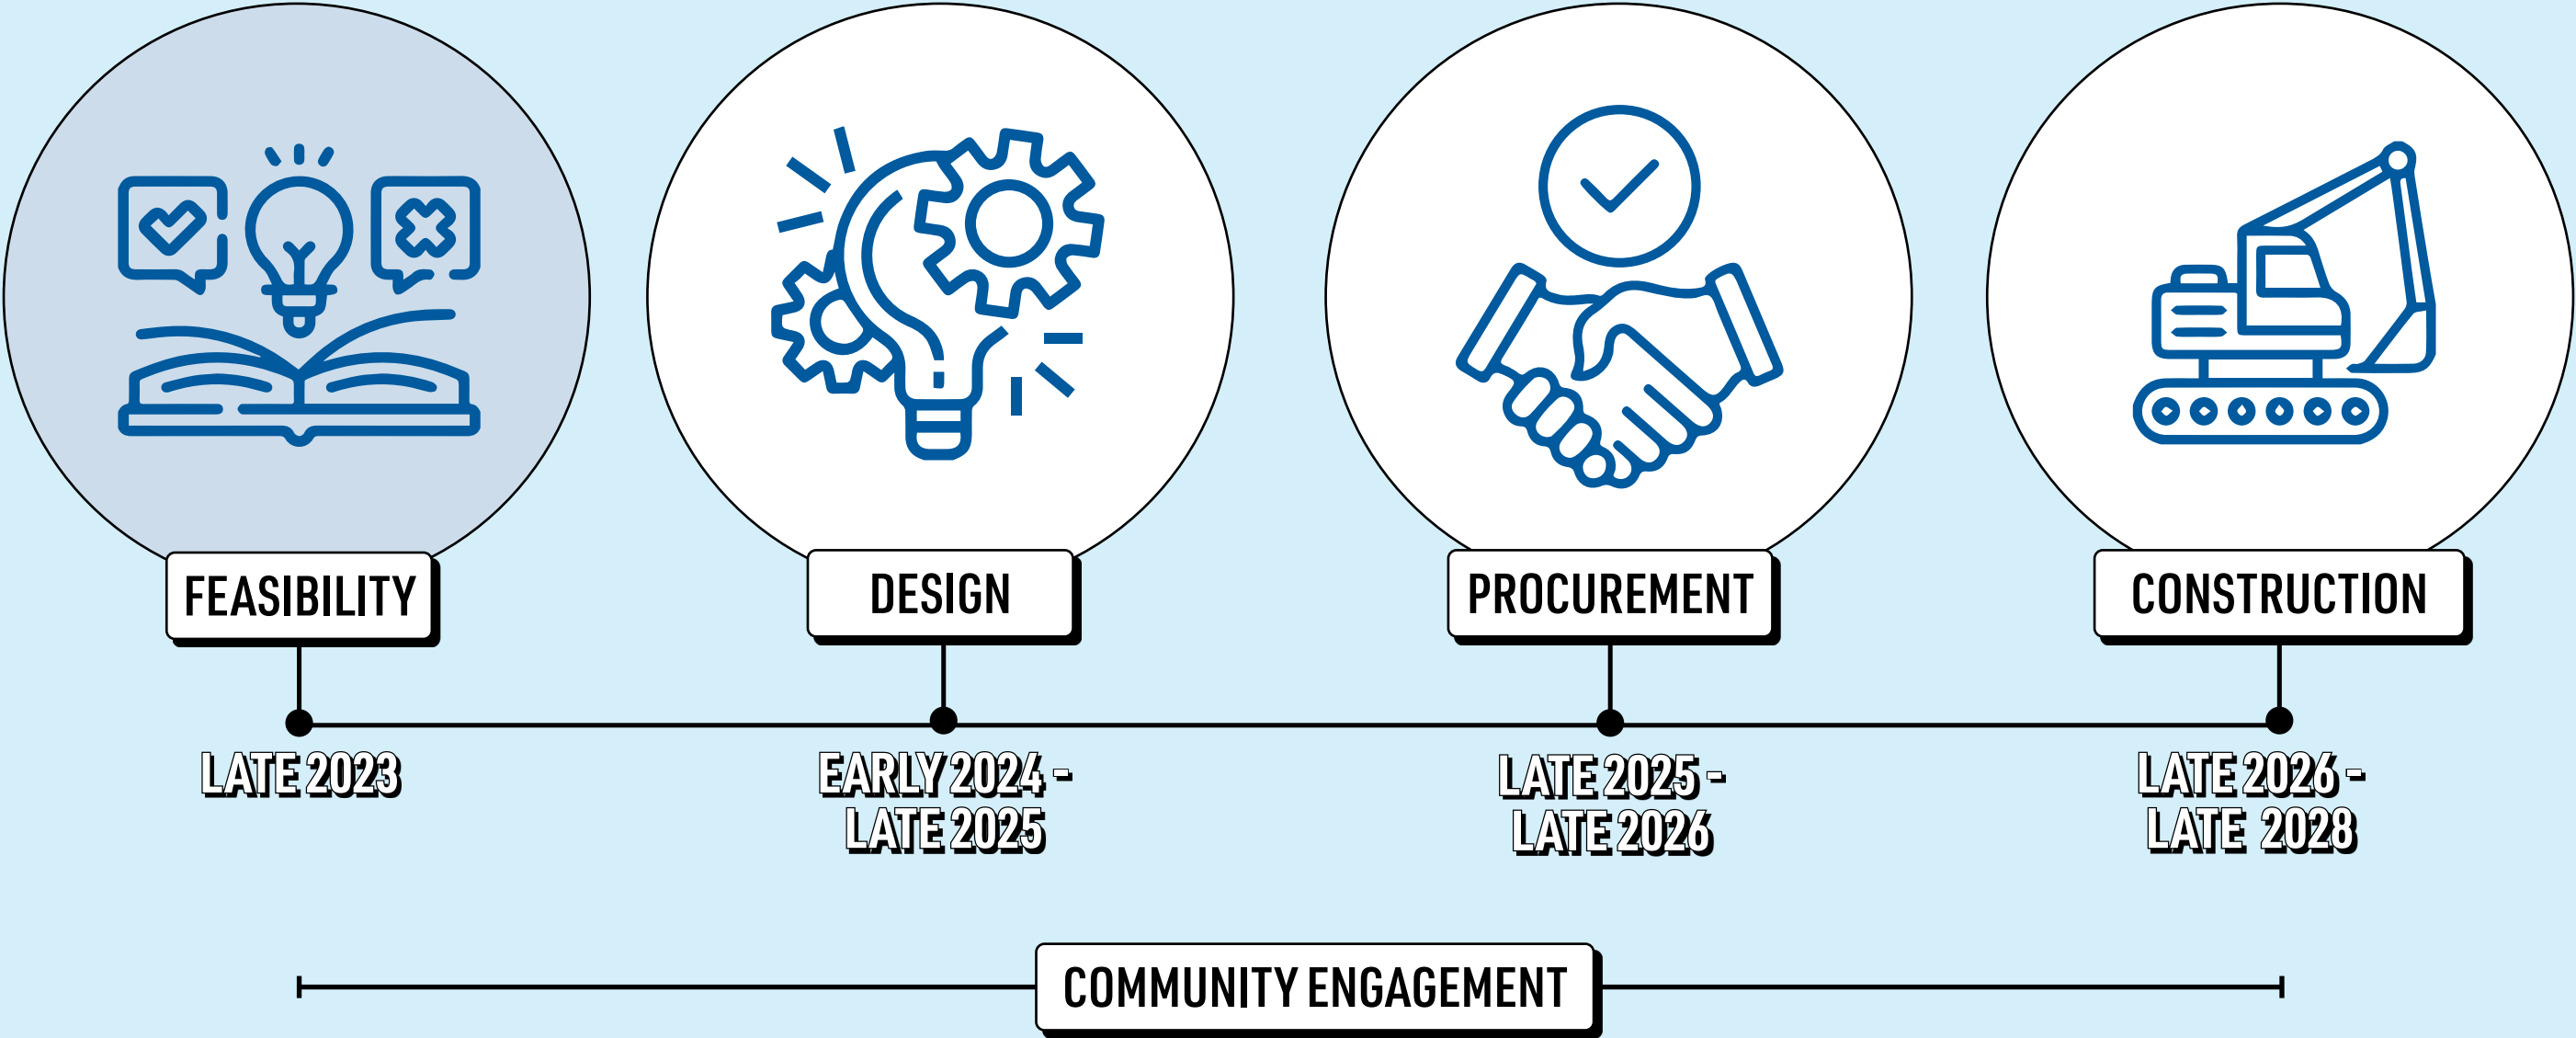 FEASIBILITY
DESIGN
PROCUREMENT
CONSTRUCTION
LATE 2023
EARLY 2024 -
LATE 2025
LATE 2025 -
LATE 2026
LATE 2026 -
LATE 2028
COMMUNITY ENGAGEMENT